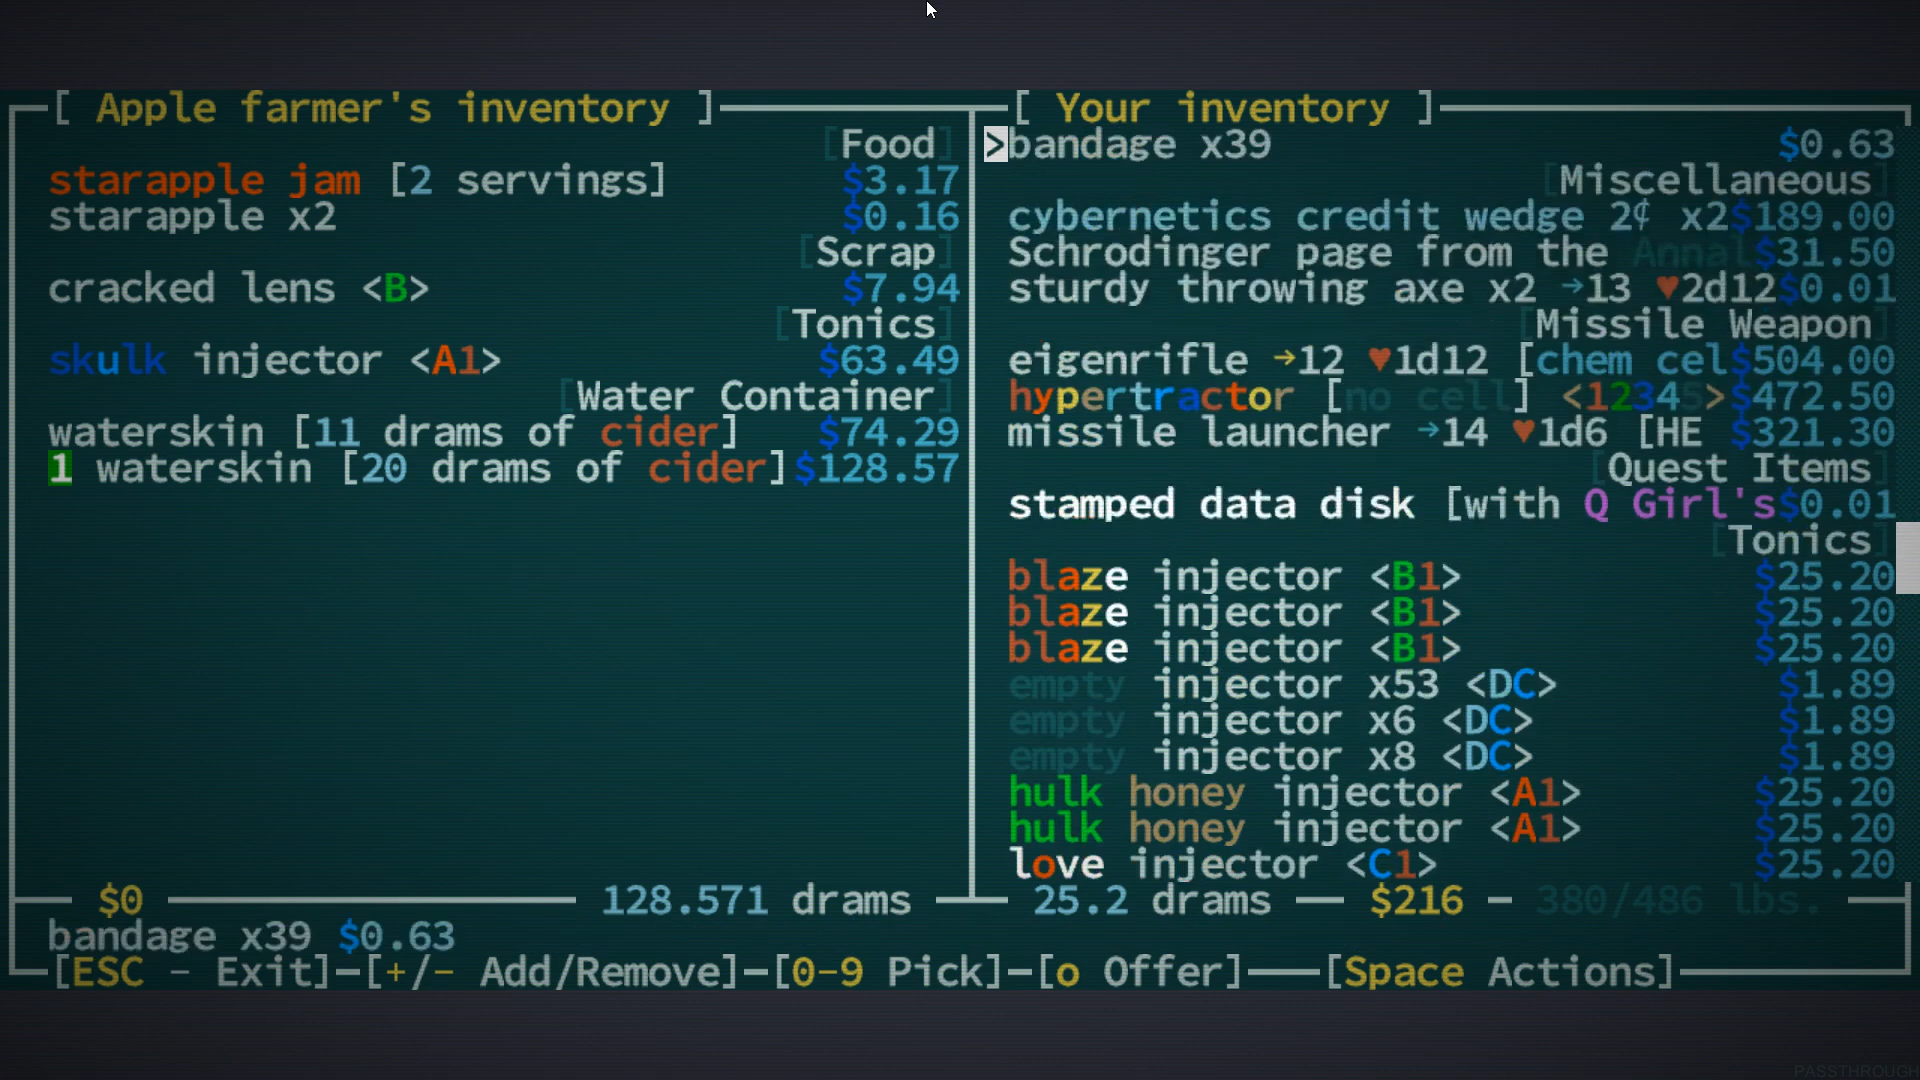 [ Apple farmer's inventory ]
[Food]
starapple jam [2 servings] $3.17
starapple x2 $0.16
[Scrap]
cracked lens <B> $7.94
[Tonics]
skulk injector <A1> $63.49
[Water Container]
waterskin [11 drams of cider] $74.29
1 waterskin [20 drams of cider] $128.57
$0 128.571 drams
[ Your inventory ]
>bandage x39 $0.63
[Miscellaneous]
cybernetics credit wedge 2¢ x2$189.00
Schrodinger page from the Annal$31.50
sturdy throwing axe x2 →13 ♥2d12$0.01
[Missile Weapon]
eigenrifle →12 ♥1d12 [chem cel$504.00
hypertractor [no cell] <12345>$472.50
missile launcher →14 ♥1d6 [HE $321.30
[Quest Items]
stamped data disk [with Q Girl's$0.01
[Tonics]
blaze injector <B1> $25.20
blaze injector <B1> $25.20
blaze injector <B1> $25.20
empty injector x53 <DC> $1.89
empty injector x6 <DC> $1.89
empty injector x8 <DC> $1.89
hulk honey injector <A1> $25.20
hulk honey injector <A1> $25.20
love injector <C1> $25.20
25.2 drams $216 380/486 lbs.
bandage x39 $0.63
[ESC - Exit] [+/- Add/Remove] [0-9 Pick] [o Offer] [Space Actions]
PASSTHROUGH